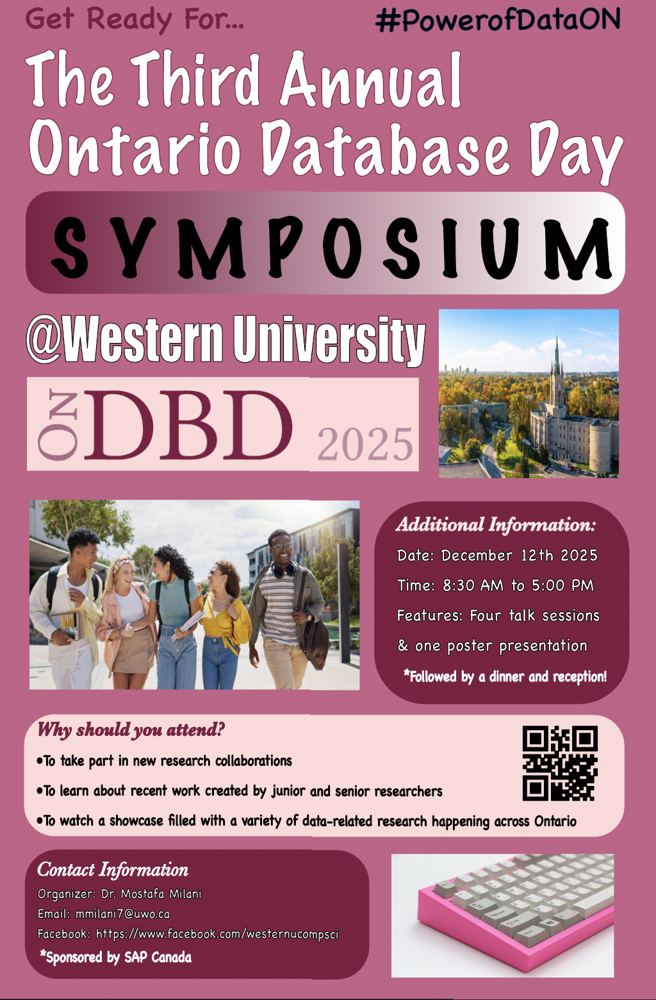 Get Ready For...
#PowerofDataON
The Third Annual
Ontario Database Day
SYMPOSIUM
@Western University
ONDBD 2025
Additional Information:
Date: December 12th 2025
Time: 8:30 AM to 5:00 PM
Features: Four talk sessions
& one poster presentation
*Followed by a dinner and reception!
Why should you attend?
•To take part in new research collaborations
•To learn about recent work created by junior and senior researchers
•To watch a showcase filled with a variety of data-related research happening across Ontario
Contact Information
Organizer: Dr. Mostafa Milani
Email: mmilani7@uwo.ca
Facebook: https://www.facebook.com/westernucompsci
*Sponsored by SAP Canada